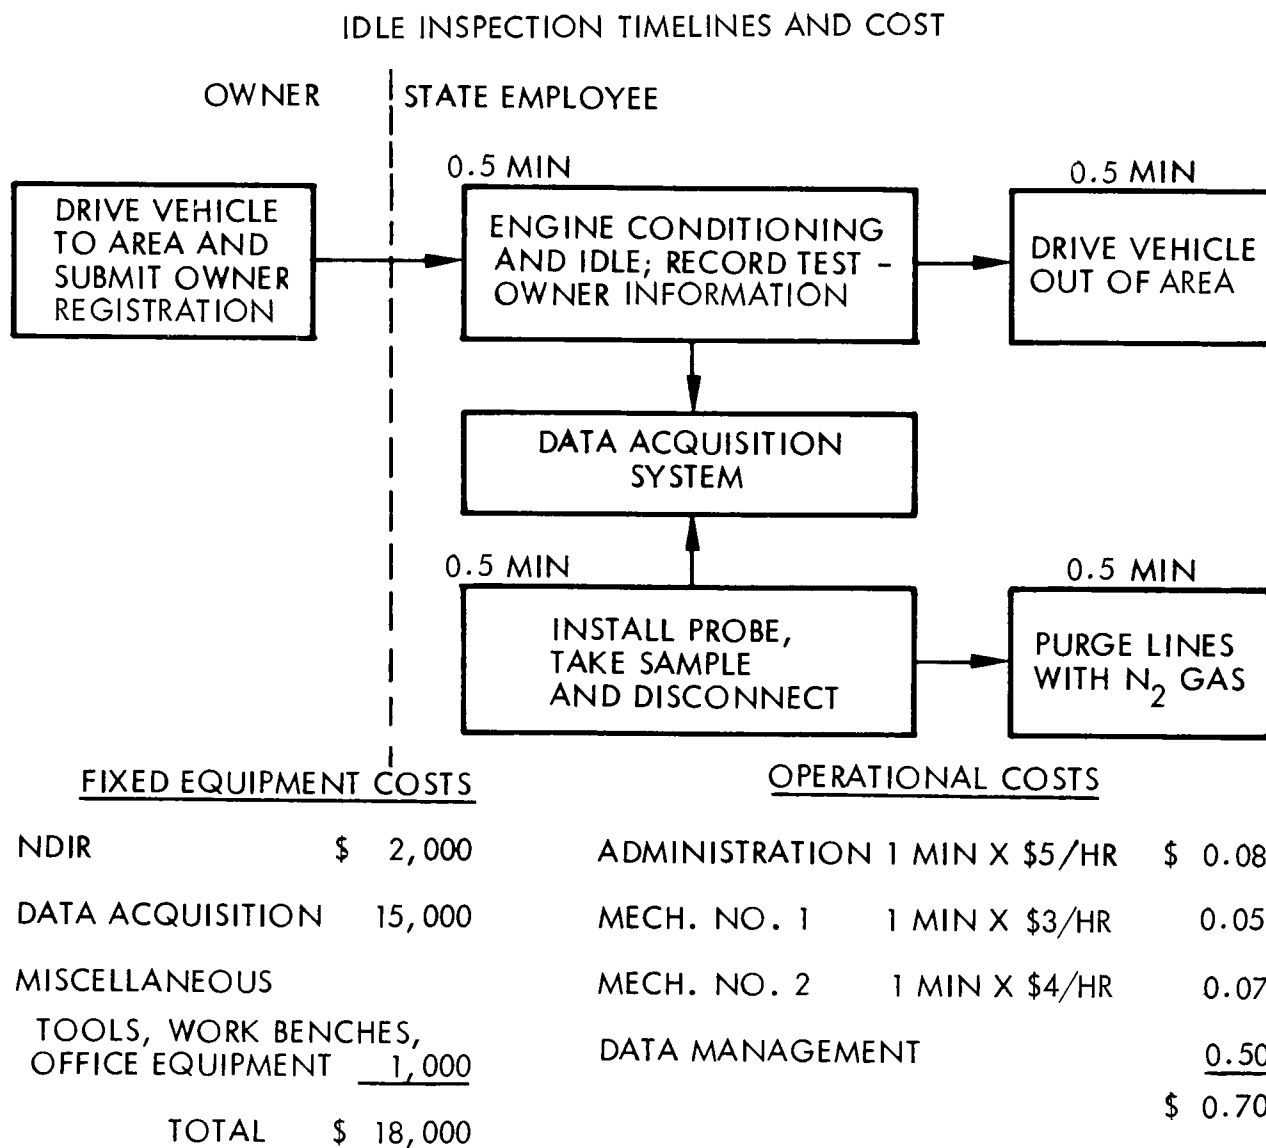 IDLE INSPECTION TIMELINES AND COST
OWNER
STATE EMPLOYEE
0.5 MIN
0.5 MIN
DRIVE VEHICLE
TO AREA AND
SUBMIT OWNER
REGISTRATION
ENGINE CONDITIONING
AND IDLE; RECORD TEST -
OWNER INFORMATION
DRIVE VEHICLE
OUT OF AREA
DATA ACQUISITION
SYSTEM
0.5 MIN
0.5 MIN
INSTALL PROBE,
TAKE SAMPLE
AND DISCONNECT
PURGE LINES
WITH N2 GAS
FIXED EQUIPMENT COSTS
NDIR $ 2,000
DATA ACQUISITION 15,000
MISCELLANEOUS
TOOLS, WORK BENCHES,
OFFICE EQUIPMENT 1,000
TOTAL $ 18,000
OPERATIONAL COSTS
ADMINISTRATION 1 MIN X $5/HR $ 0.08
MECH. NO. 1 1 MIN X $3/HR 0.05
MECH. NO. 2 1 MIN X $4/HR 0.07
DATA MANAGEMENT 0.50
$ 0.70